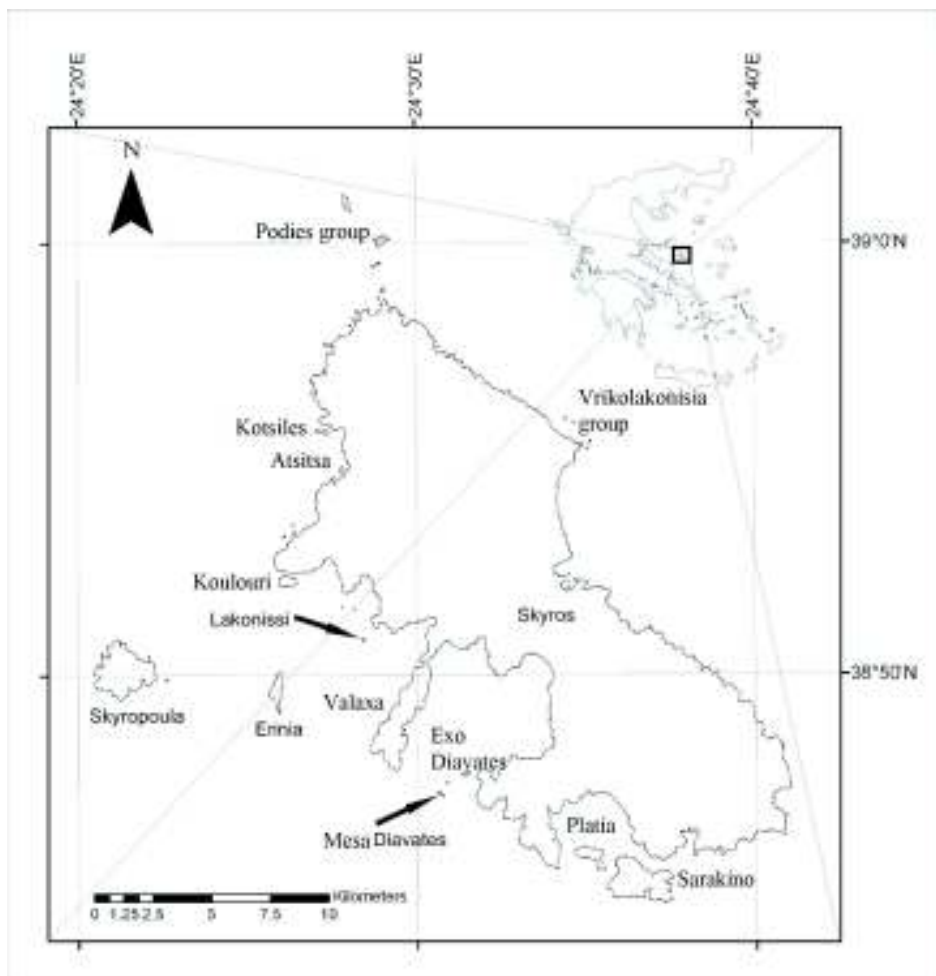 24°20'E
24°30'E
24°40'E
N
Podies group
39°0'N
Vrikolakonisia
group
Kotsiles
Atsitsa
Koulouri
Lakonissi
Skyros
38°50'N
Skyropoula
Ennia
Valaxa
Exo
Diavates
Mesa Diavates
Platia
Sarakino
Kilometers
0 1.25 2.5 5 7.5 10